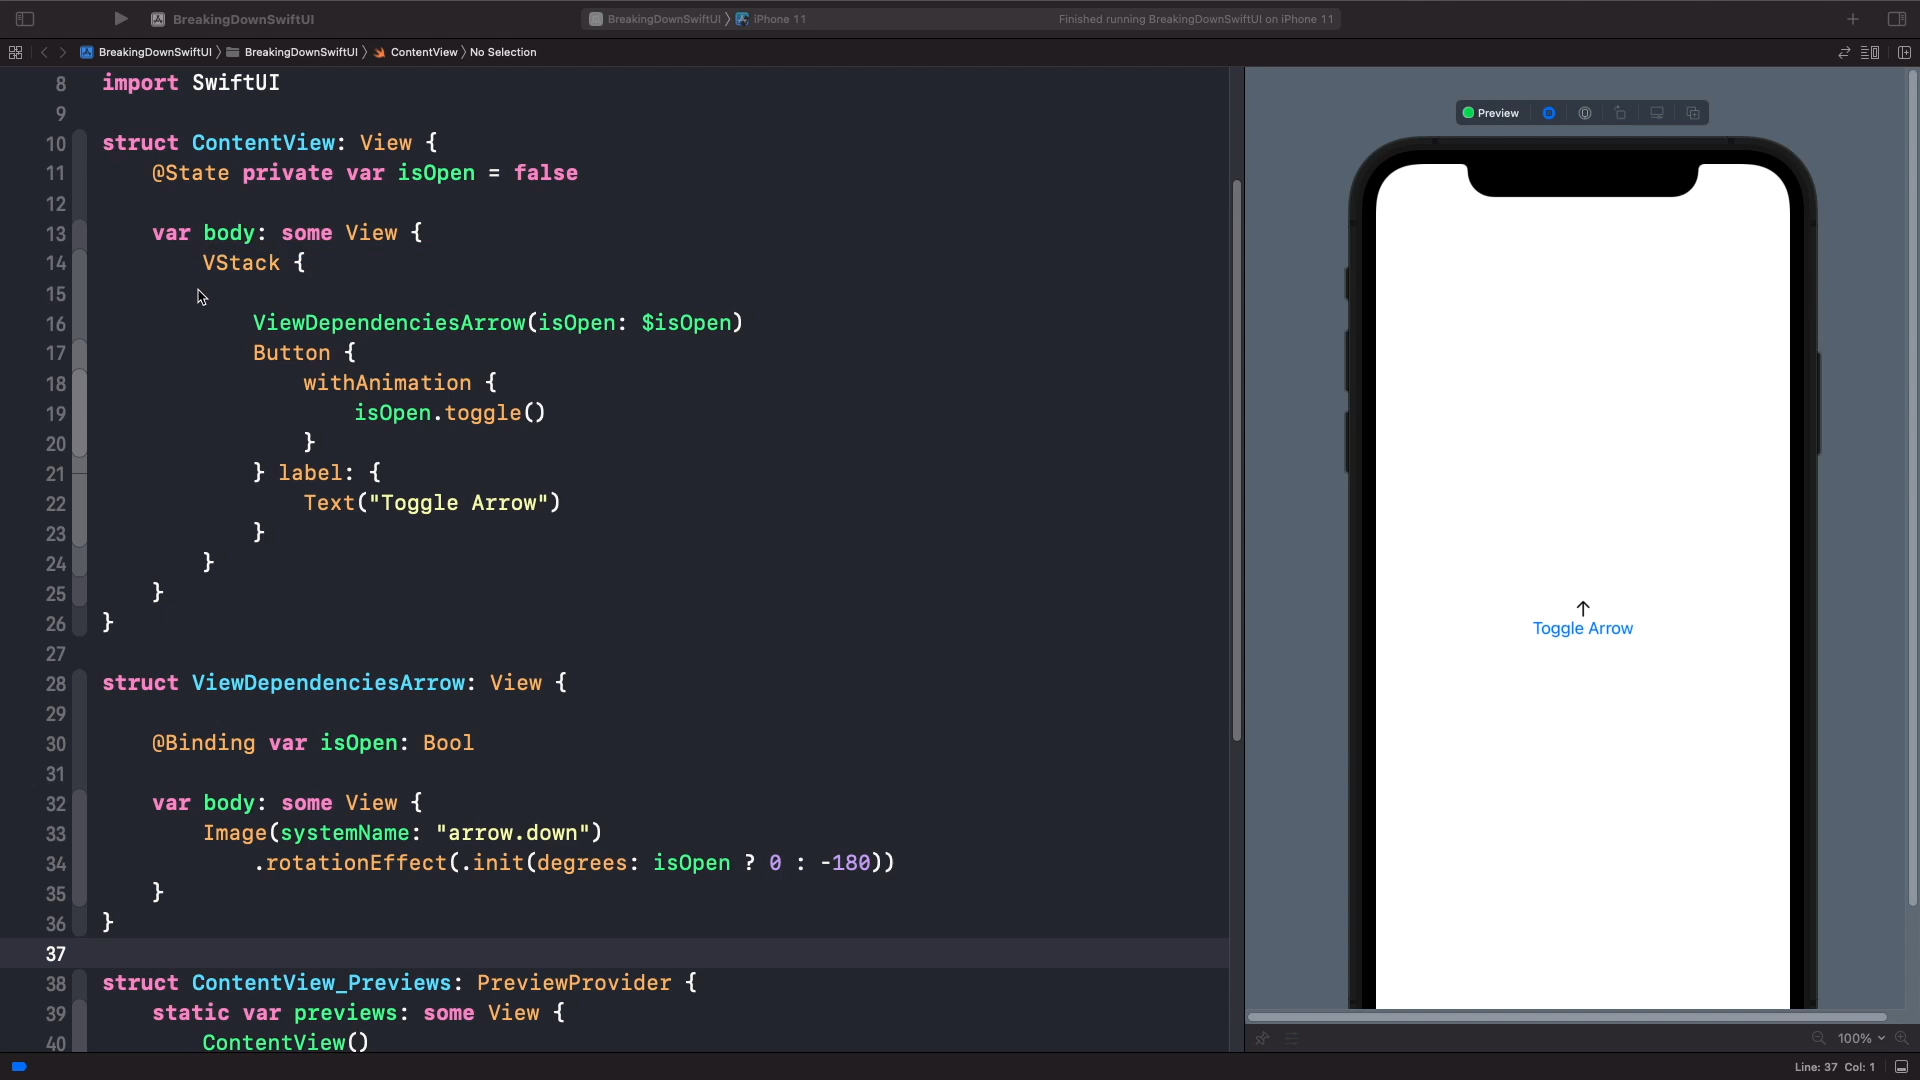 BreakingDownSwiftUI
BreakingDownSwiftUI iPhone 11
Finished running BreakingDownSwiftUI on iPhone 11
BreakingDownSwiftUI BreakingDownSwiftUI ContentView No Selection
8 import SwiftUI
9
10 struct ContentView: View {
11 @State private var isOpen = false
12
13 var body: some View {
14 VStack {
15
16 ViewDependenciesArrow(isOpen: $isOpen)
17 Button {
18 withAnimation {
19 isOpen.toggle()
20 }
21 } label: {
22 Text("Toggle Arrow")
23 }
24 }
25 }
26 }
27
28 struct ViewDependenciesArrow: View {
29
30 @Binding var isOpen: Bool
31
32 var body: some View {
33 Image(systemName: "arrow.down")
34 .rotationEffect(.init(degrees: isOpen ? 0 : -180))
35 }
36 }
37
38 struct ContentView_Previews: PreviewProvider {
39 static var previews: some View {
40 ContentView()
Preview
Toggle Arrow
100%
Line: 37 Col: 1